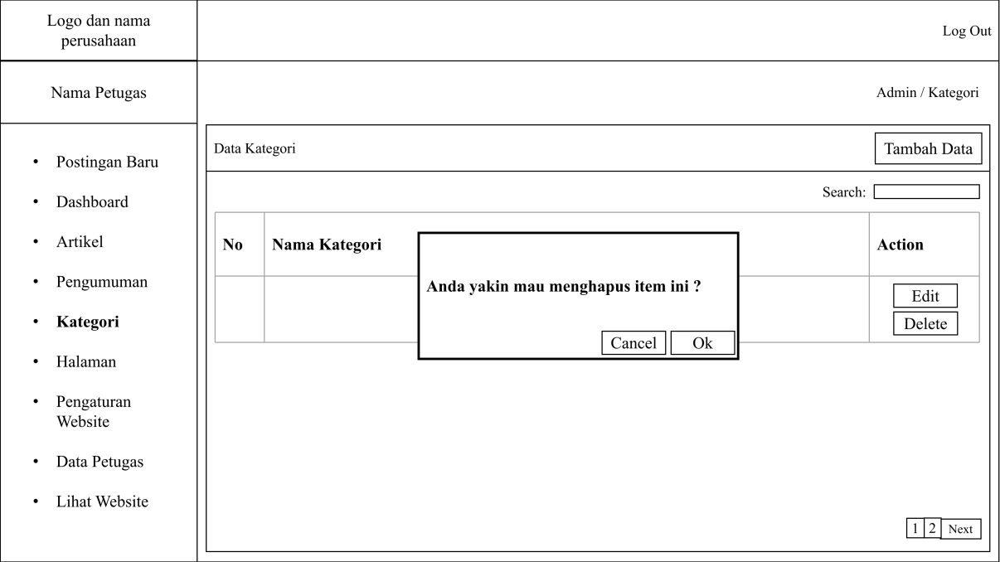 Logo dan nama
perusahaan
Log Out
Nama Petugas
Admin / Kategori
• Postingan Baru
• Dashboard
• Artikel
• Pengumuman
• Kategori
• Halaman
• Pengaturan
Website
• Data Petugas
• Lihat Website
Data Kategori
Tambah Data
Search:
No
Nama Kategori
Action
Edit
Delete
Anda yakin mau menghapus item ini ?
Cancel
Ok
1 2 Next